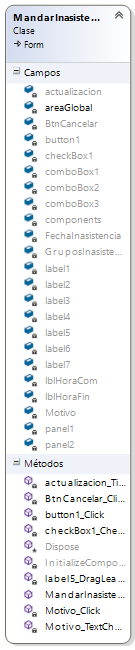 MandarInasiste...
Clase
Form
Campos
actualizacion
areaGlobal
BtnCancelar
button1
checkBox1
comboBox1
comboBox2
comboBox3
components
FechaInasistencia
GruposInasiste...
label1
label2
label3
label4
label5
label6
label7
lblHoraCom
lblHoraFin
Motivo
panel1
panel2
Métodos
actualizacion_Ti...
BtnCancelar_Cli...
button1_Click
checkBox1_Che...
Dispose
InitializeCompo...
label5_DragLea...
MandarInasiste...
Motivo_Click
Motivo_TextCh...